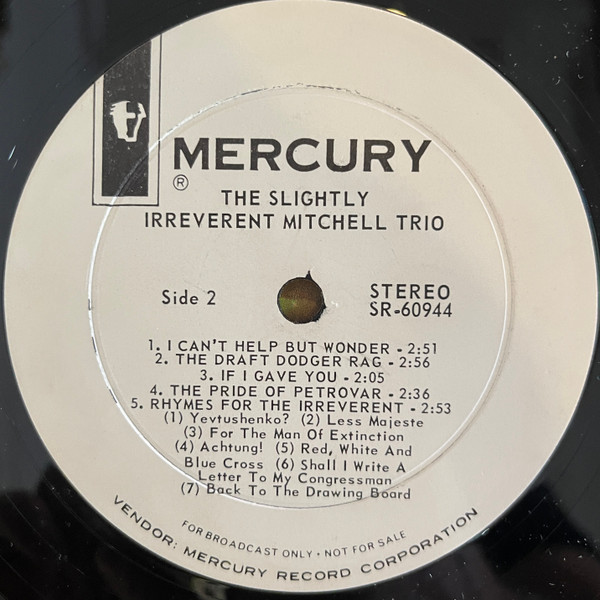 MERCURY
®
THE SLIGHTLY
IRREVERENT MITCHELL TRIO
Side 2
STEREO
SR-60944
1. I CAN'T HELP BUT WONDER - 2:51
2. THE DRAFT DODGER RAG - 2:56
3. IF I GAVE YOU - 2:05
4. THE PRIDE OF PETROVAR - 2:36
5. RHYMES FOR THE IRREVERENT - 2:53
(1) Yevtushenko? (2) Less Majeste
(3) For The Man Of Extinction
(4) Achtung! (5) Red, White And
Blue Cross (6) Shall I Write A
Letter To My Congressman
(7) Back To The Drawing Board
FOR BROADCAST ONLY • NOT FOR SALE
VENDOR: MERCURY RECORD CORPORATION